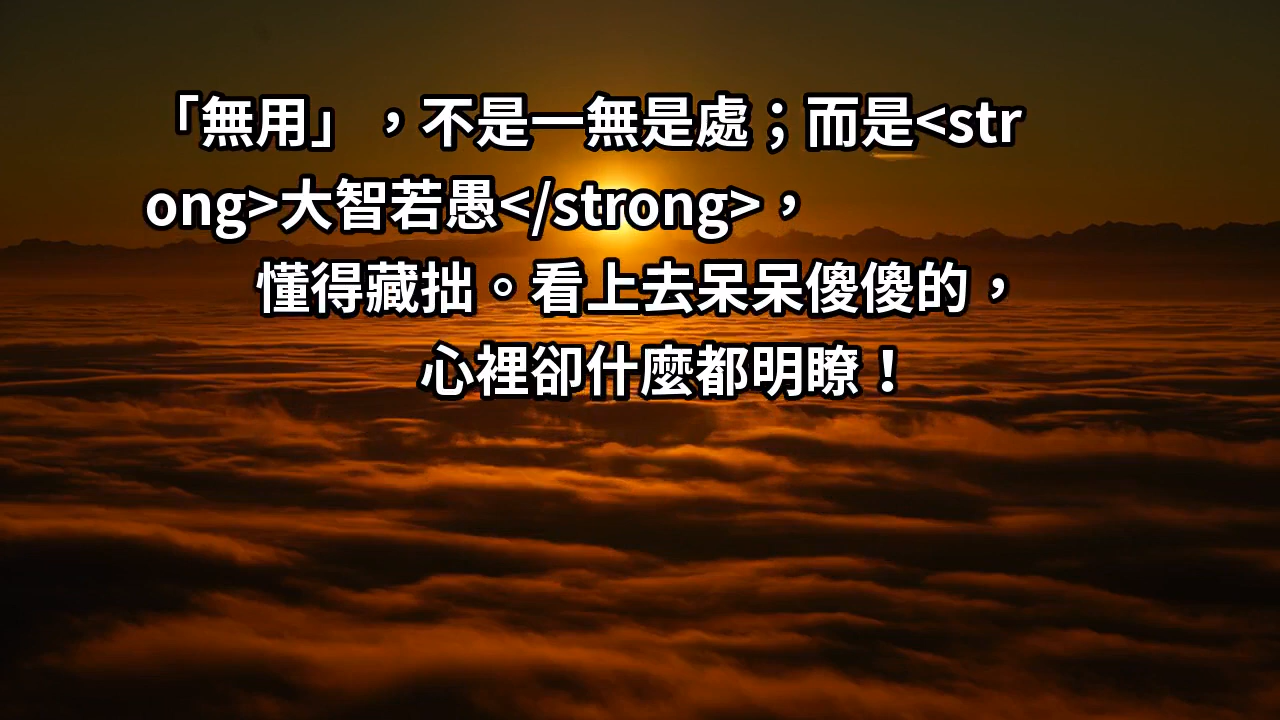 「無用」，不是一無是處；而是<str
ong>大智若愚</strong>，
懂得藏拙。看上去呆呆傻傻的，
心裡卻什麼都明瞭！